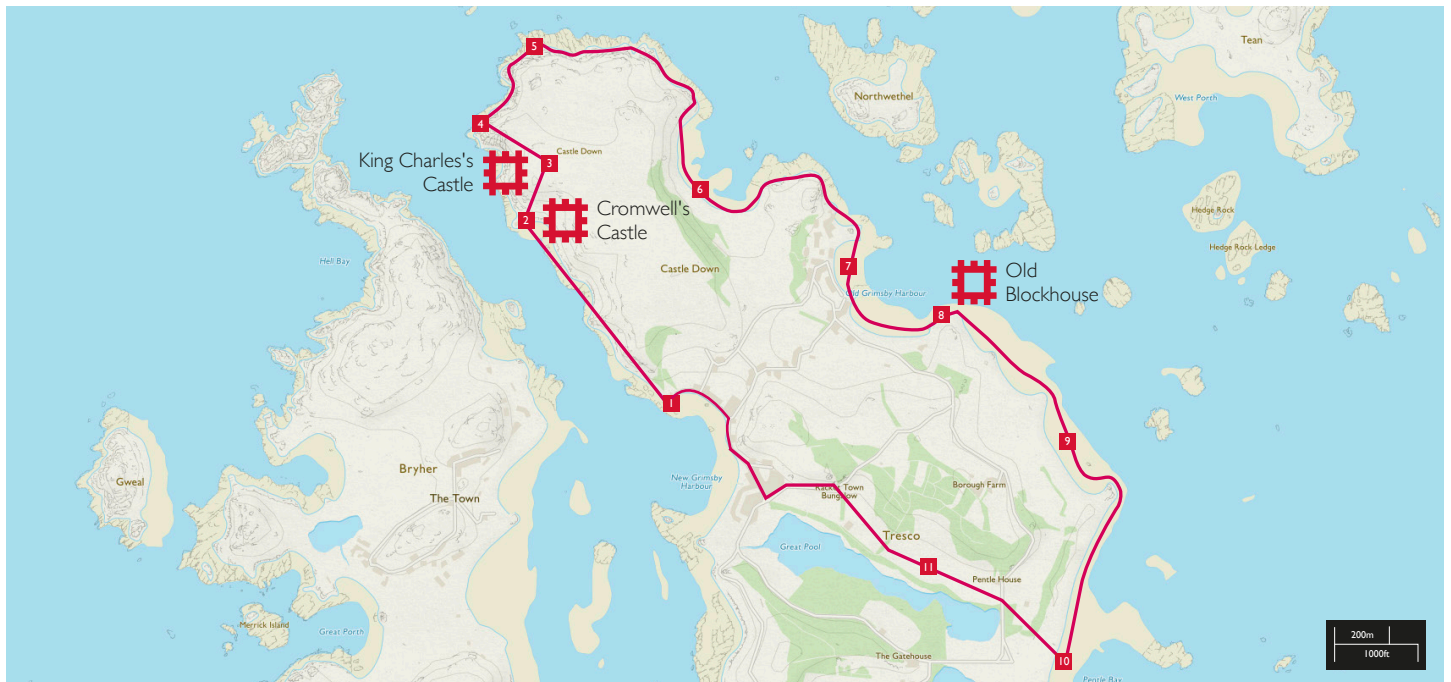 5
Tean
Northwethel
West Porth
4
King Charles's
Castle
3
Castle Down
6
2
Cromwell's
Castle
Hedge Rock
Hedge Rock Ledge
Hell Bay
Castle Down
7
Old Grimsby Harbour
Old
Blockhouse
8
1
9
Bryher
The Town
Gweal
New Grimsby
Harbour
Borough Farm
Tresco
Great Pool
11
Pentle House
Merrick Island
Great Porth
The Gatehouse
10
Pentle Bay
200m
1000ft